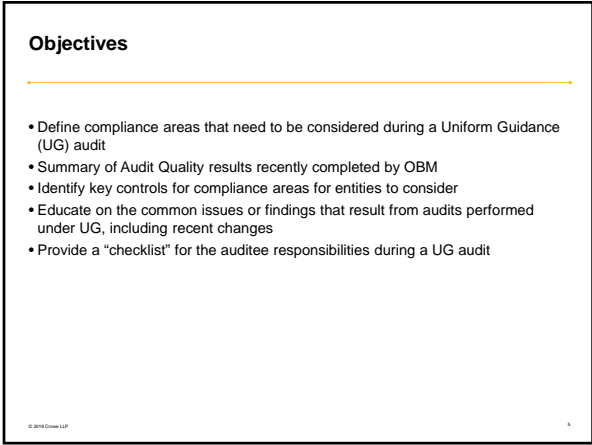 Objectives
• Define compliance areas that need to be considered during a Uniform Guidance
(UG) audit
• Summary of Audit Quality results recently completed by OBM
• Identify key controls for compliance areas for entities to consider
• Educate on the common issues or findings that result from audits performed
under UG, including recent changes
• Provide a “checklist” for the auditee responsibilities during a UG audit
© 2018 Crowe LLP
5